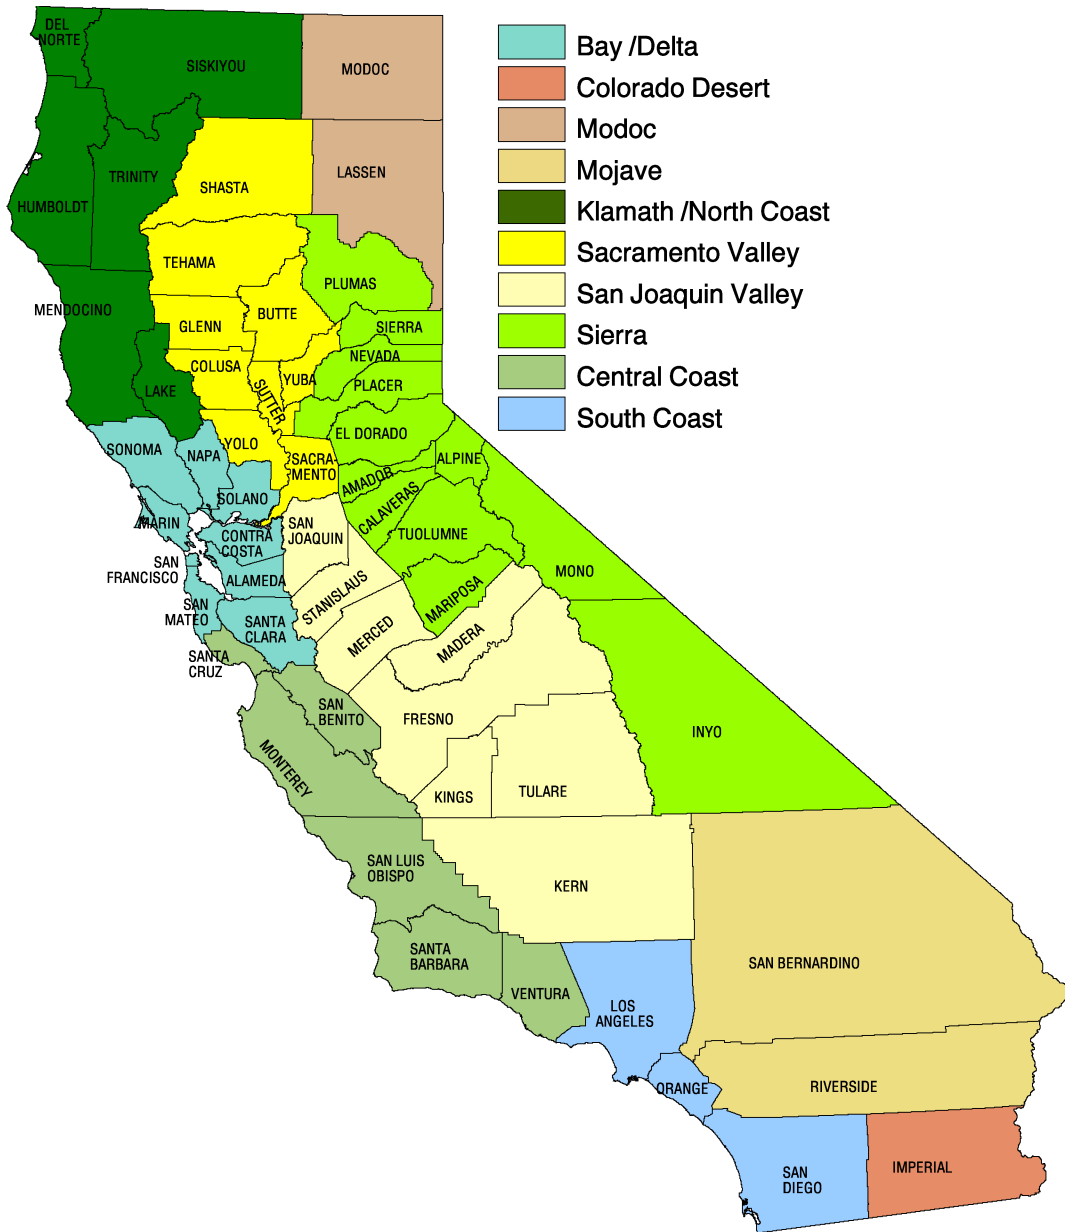 DEL
NORTE
SISKIYOU
MODOC
Bay /Delta
Colorado Desert
Modoc
Mojave
Klamath /North Coast
Sacramento Valley
San Joaquin Valley
Sierra
Central Coast
South Coast
HUMBOLDT
TRINITY
SHASTA
LASSEN
TEHAMA
PLUMAS
MENDOCINO
GLENN
BUTTE
SIERRA
NEVADA
COLUSA
YUBA
PLACER
LAKE
SUTTER
EL DORADO
SONOMA
NAPA
YOLO
SACRA-
MENTO
ALPINE
AMADOR
SOLANO
CALAVERAS
MARIN
CONTRA
COSTA
SAN
JOAQUIN
TUOLUMNE
SAN
FRANCISCO
ALAMEDA
STANISLAUS
MARIPOSA
MONO
SAN
MATEO
SANTA
CLARA
MERCED
MADERA
SANTA
CRUZ
SAN
BENITO
FRESNO
INYO
MONTEREY
KINGS
TULARE
SAN LUIS
OBISPO
KERN
SANTA
BARBARA
VENTURA
LOS
ANGELES
SAN BERNARDINO
ORANGE
RIVERSIDE
SAN
DIEGO
IMPERIAL